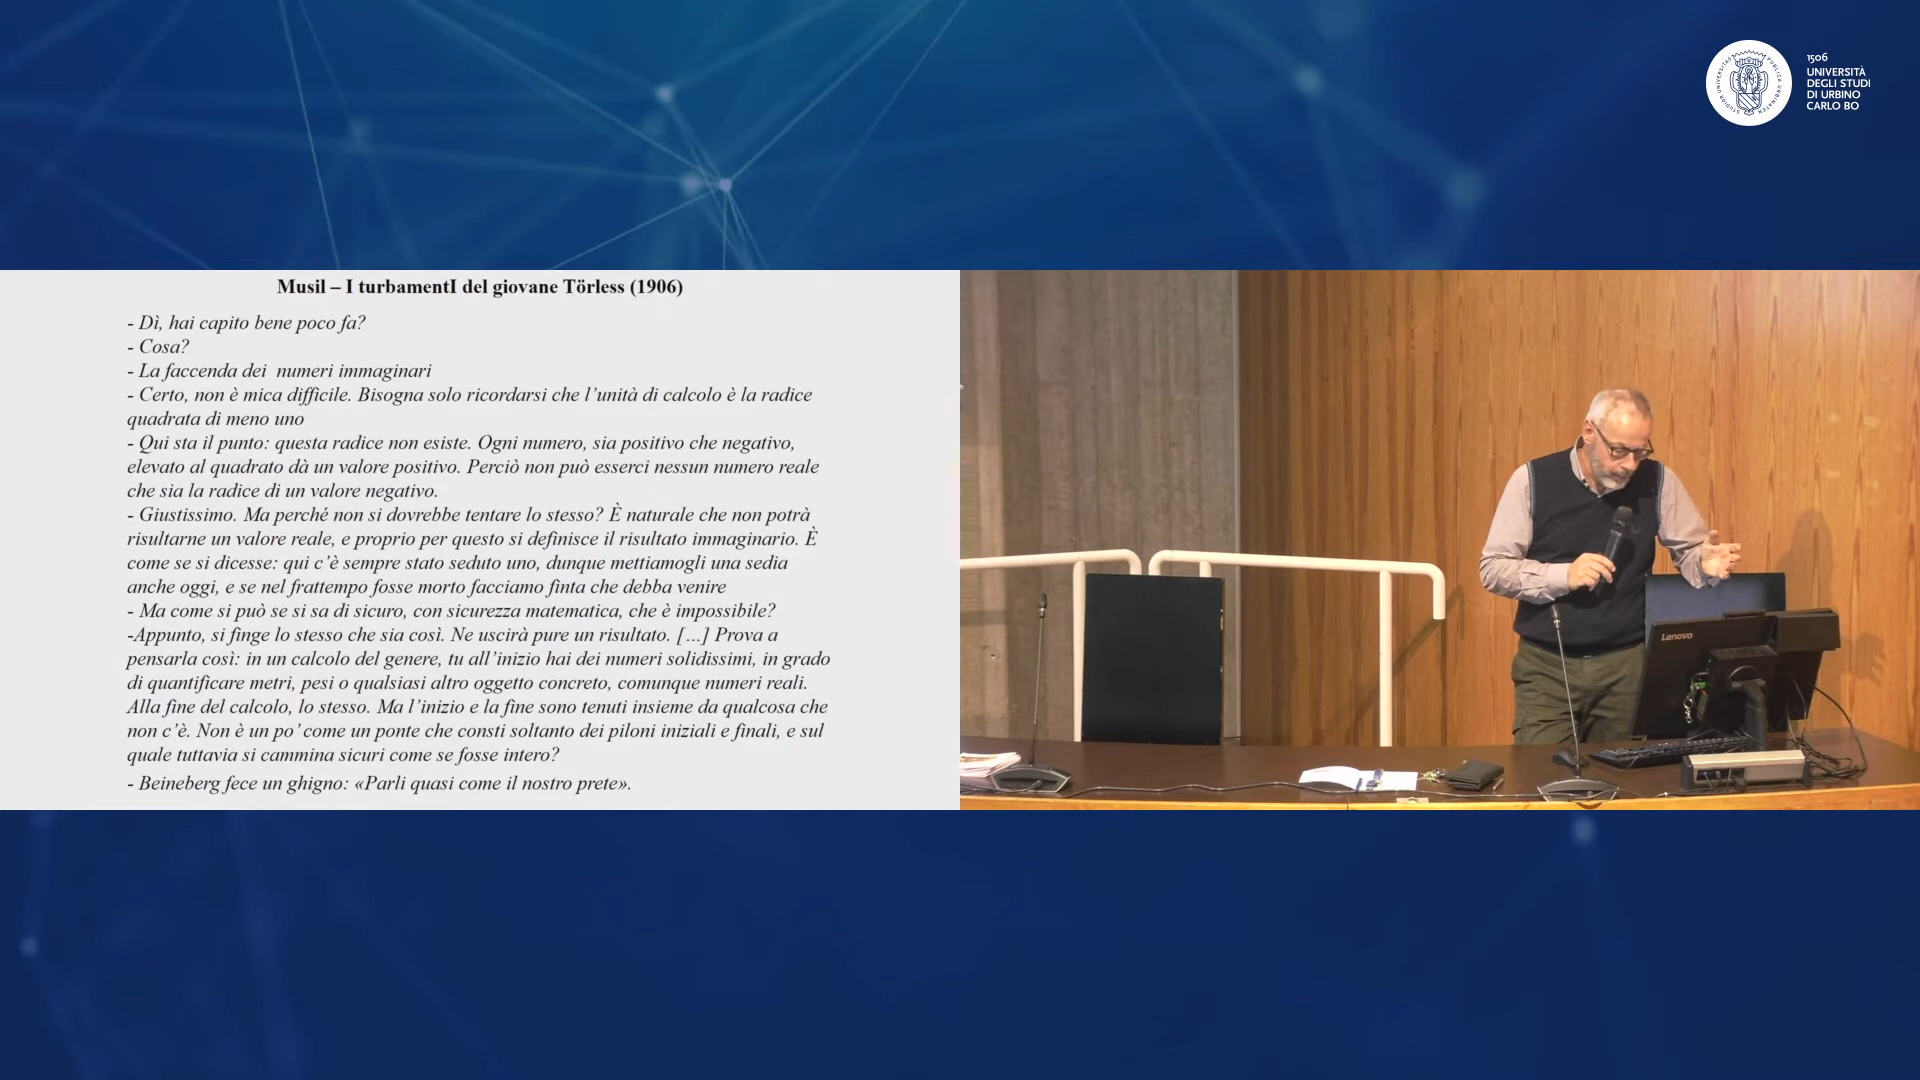 1506
UNIVERSITÀ
DEGLI STUDI
DI URBINO
CARLO BO
Musil – I turbamentI del giovane Törless (1906)
- Dì, hai capito bene poco fa?
- Cosa?
- La faccenda dei  numeri immaginari
- Certo, non è mica difficile. Bisogna solo ricordarsi che l’unità di calcolo è la radice
quadrata di meno uno
- Qui sta il punto: questa radice non esiste. Ogni numero, sia positivo che negativo,
elevato al quadrato dà un valore positivo. Perciò non può esserci nessun numero reale
che sia la radice di un valore negativo.
- Giustissimo. Ma perché non si dovrebbe tentare lo stesso? È naturale che non potrà
risultarne un valore reale, e proprio per questo si definisce il risultato immaginario. È
come se si dicesse: qui c’è sempre stato seduto uno, dunque mettiamogli una sedia
anche oggi, e se nel frattempo fosse morto facciamo finta che debba venire
- Ma come si può se si sa di sicuro, con sicurezza matematica, che è impossibile?
-Appunto, si finge lo stesso che sia così. Ne uscirà pure un risultato. […] Prova a
pensarla così: in un calcolo del genere, tu all’inizio hai dei numeri solidissimi, in grado
di quantificare metri, pesi o qualsiasi altro oggetto concreto, comunque numeri reali.
Alla fine del calcolo, lo stesso. Ma l’inizio e la fine sono tenuti insieme da qualcosa che
non c’è. Non è un po’ come un ponte che consti soltanto dei piloni iniziali e finali, e sul
quale tuttavia si cammina sicuri come se fosse intero?
- Beineberg fece un ghigno: «Parli quasi come il nostro prete».
Lenovo